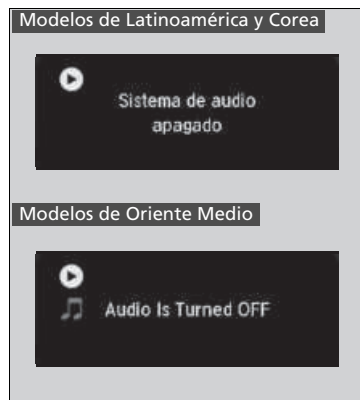 Modelos de Latinoamérica y Corea
Sistema de audio
apagado
Modelos de Oriente Medio
Audio Is Turned OFF